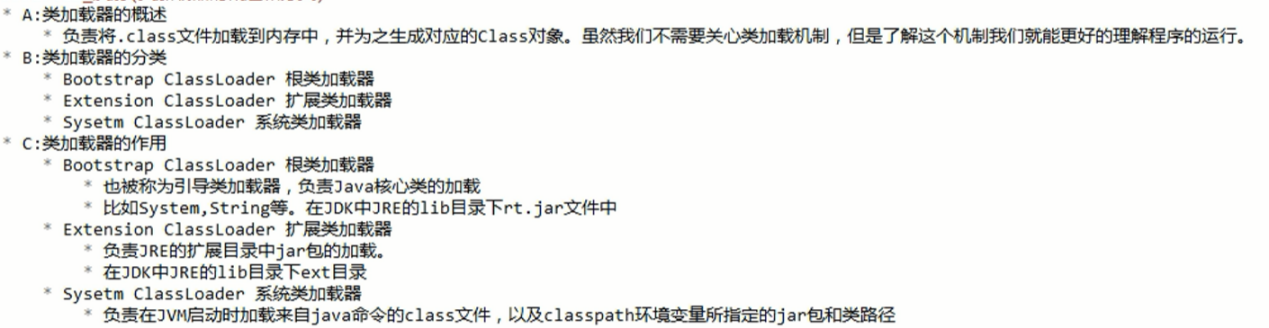 * A:类加载器的概述
* 负责将.class文件加载到内存中，并为之生成对应的Class对象。虽然我们不需要关心类加载机制，但是了解这个机制我们就能更好的理解程序的运行。
* B:类加载器的分类
* Bootstrap ClassLoader 根类加载器
* Extension ClassLoader 扩展类加载器
* Sysetm ClassLoader 系统类加载器
* C:类加载器的作用
* Bootstrap ClassLoader 根类加载器
* 也被称为引导类加载器，负责Java核心类的加载
* 比如System,String等。在JDK中JRE的lib目录下rt.jar文件中
* Extension ClassLoader 扩展类加载器
* 负责JRE的扩展目录中jar包的加载。
* 在JDK中JRE的lib目录下ext目录
* Sysetm ClassLoader 系统类加载器
* 负责在JVM启动时加载来自java命令的class文件，以及classpath环境变量所指定的jar包和类路径